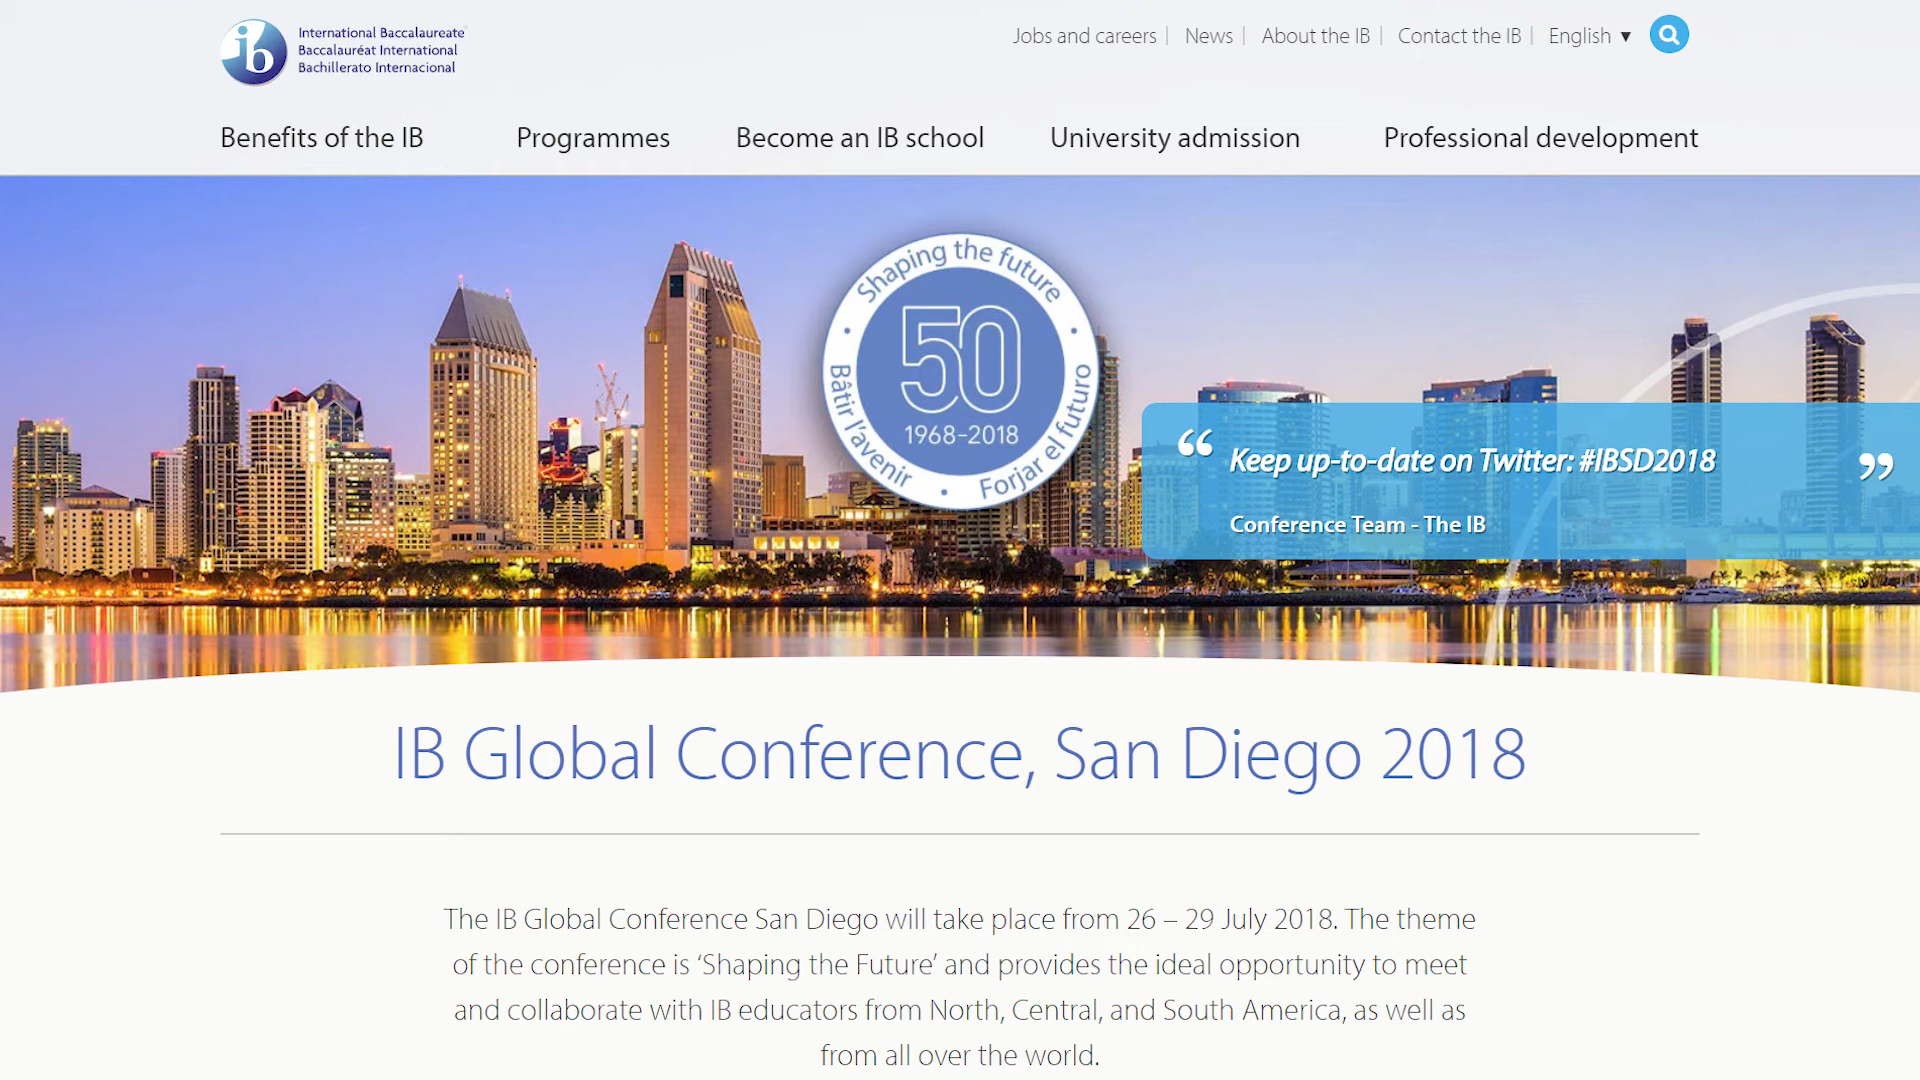 International Baccalaureate
Baccalauréat International
Bachillerato Internacional
Jobs and careers | News | About the IB | Contact the IB | English ▼
Benefits of the IB Programmes Become an IB school University admission Professional development
Shaping the future
50
1968-2018
Bâtir l'avenir
Forjar el futuro
“ Keep up-to-date on Twitter: #IBSD2018 ”
Conference Team - The IB
IB Global Conference, San Diego 2018
The IB Global Conference San Diego will take place from 26 – 29 July 2018. The theme
of the conference is ‘Shaping the Future’ and provides the ideal opportunity to meet
and collaborate with IB educators from North, Central, and South America, as well as
from all over the world.